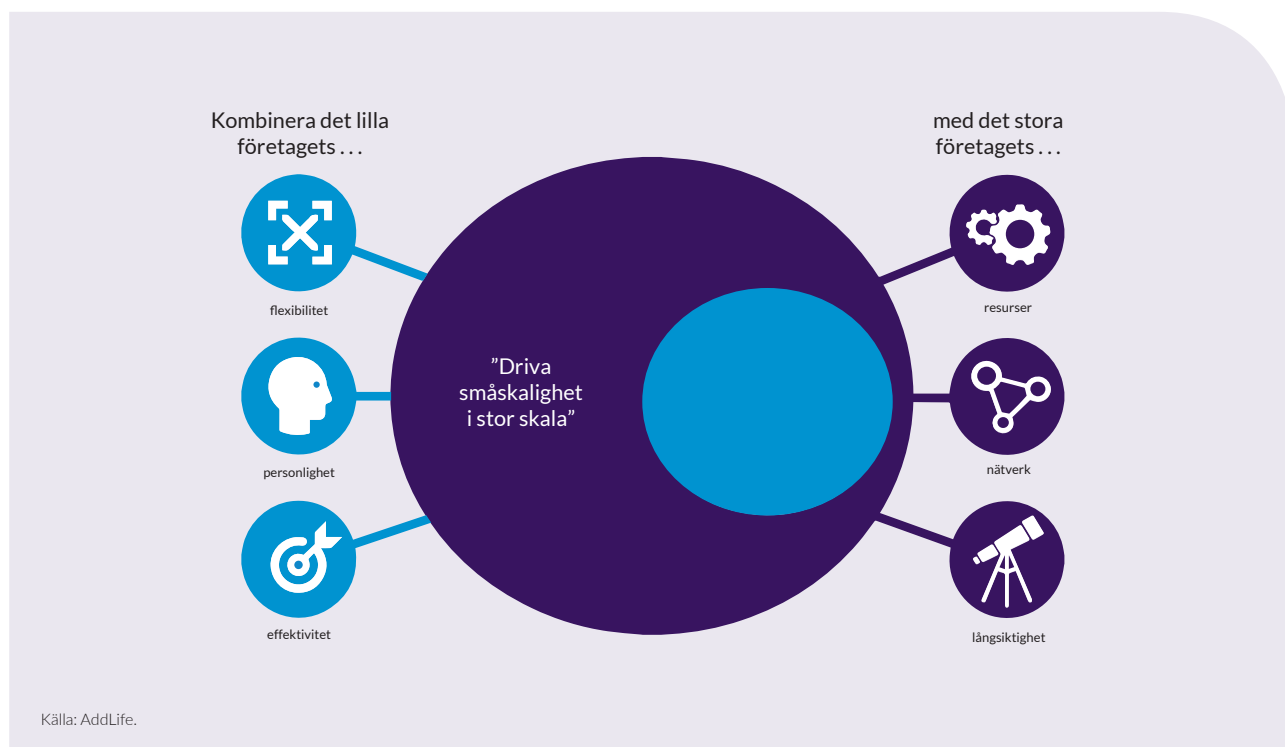 Kombinera det lilla
företagets . . .
flexibilitet
personlighet
effektivitet
”Driva
småskalighet
i stor skala”
med det stora
företagets . . .
resurser
nätverk
långsiktighet
Källa: AddLife.